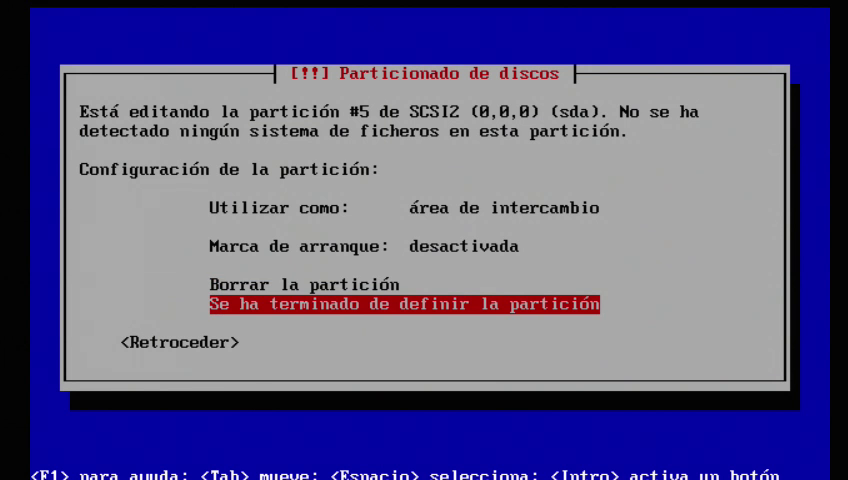 [!!] Particionado de discos
Está editando la partición #5 de SCSI2 (0,0,0) (sda). No se ha
detectado ningún sistema de ficheros en esta partición.
Configuración de la partición:
Utilizar como: área de intercambio
Marca de arranque: desactivada
Borrar la partición
Se ha terminado de definir la partición
<Retroceder>
<F1> para ayuda; <Tab> mueve; <Espacio> selecciona; <Intro> activa un botón